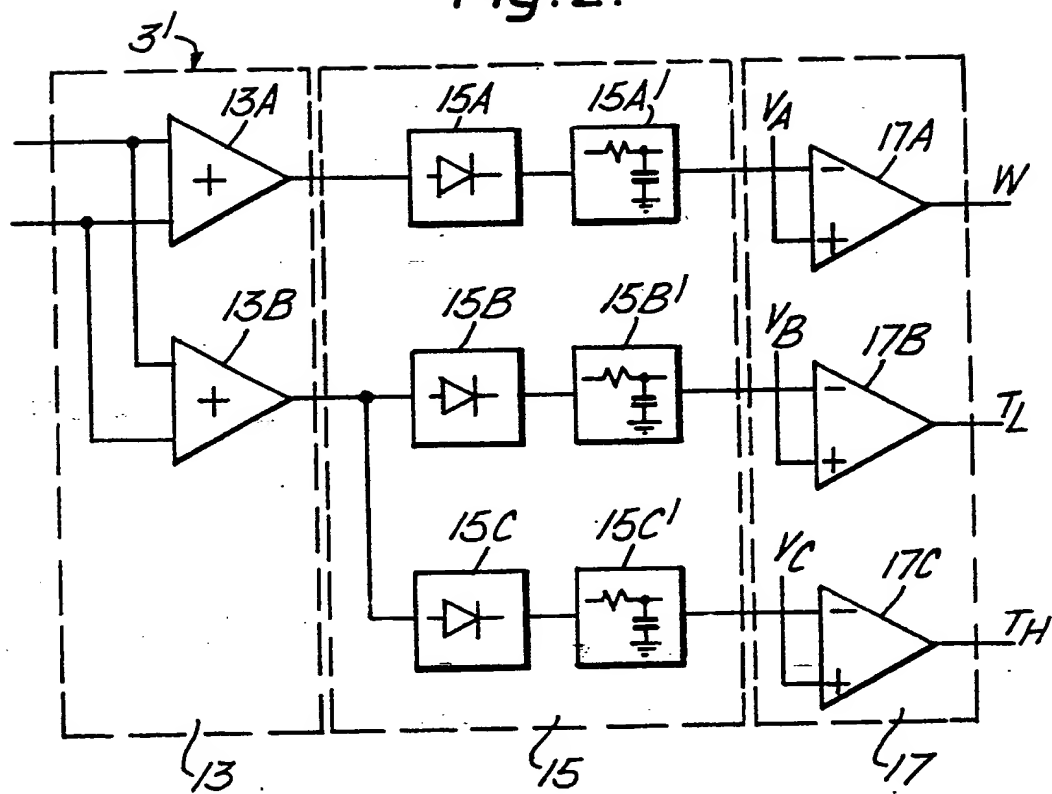 Fig. 2.
3'
13A
15A
15A'
VA
17A
W
+
-
+
13B
15B
15B'
VB
17B
TL
+
-
+
15C
15C'
VC
17C
TH
-
+
13
15
17